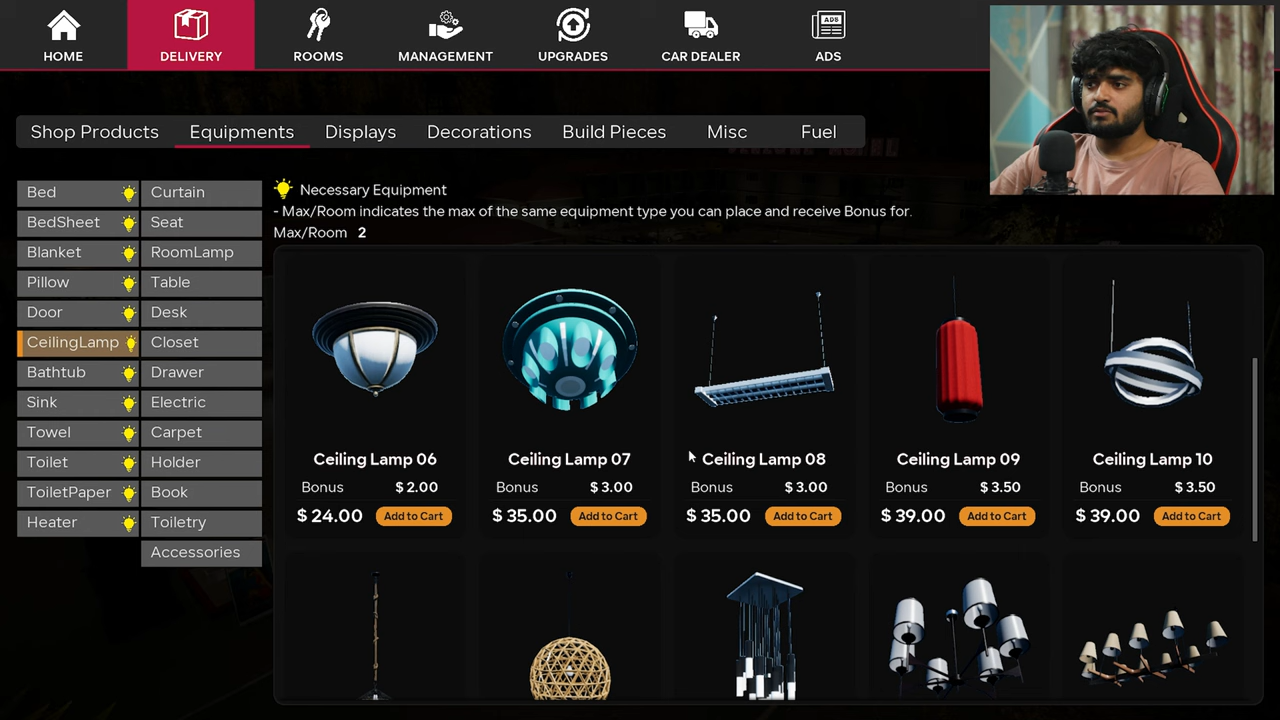 HOME DELIVERY ROOMS MANAGEMENT UPGRADES CAR DEALER ADS
Shop Products Equipments Displays Decorations Build Pieces Misc Fuel
Bed Curtain
BedSheet Seat
Blanket RoomLamp
Pillow Table
Door Desk
CeilingLamp Closet
Bathtub Drawer
Sink Electric
Towel Carpet
Toilet Holder
ToiletPaper Book
Heater Toiletry
Accessories
Necessary Equipment
- Max/Room indicates the max of the same equipment type you can place and receive Bonus for.
Max/Room 2
Ceiling Lamp 06 Ceiling Lamp 07 Ceiling Lamp 08 Ceiling Lamp 09 Ceiling Lamp 10
Bonus $ 2.00 Bonus $ 3.00 Bonus $ 3.00 Bonus $ 3.50 Bonus $ 3.50
$ 24.00 Add to Cart $ 35.00 Add to Cart $ 35.00 Add to Cart $ 39.00 Add to Cart $ 39.00 Add to Cart